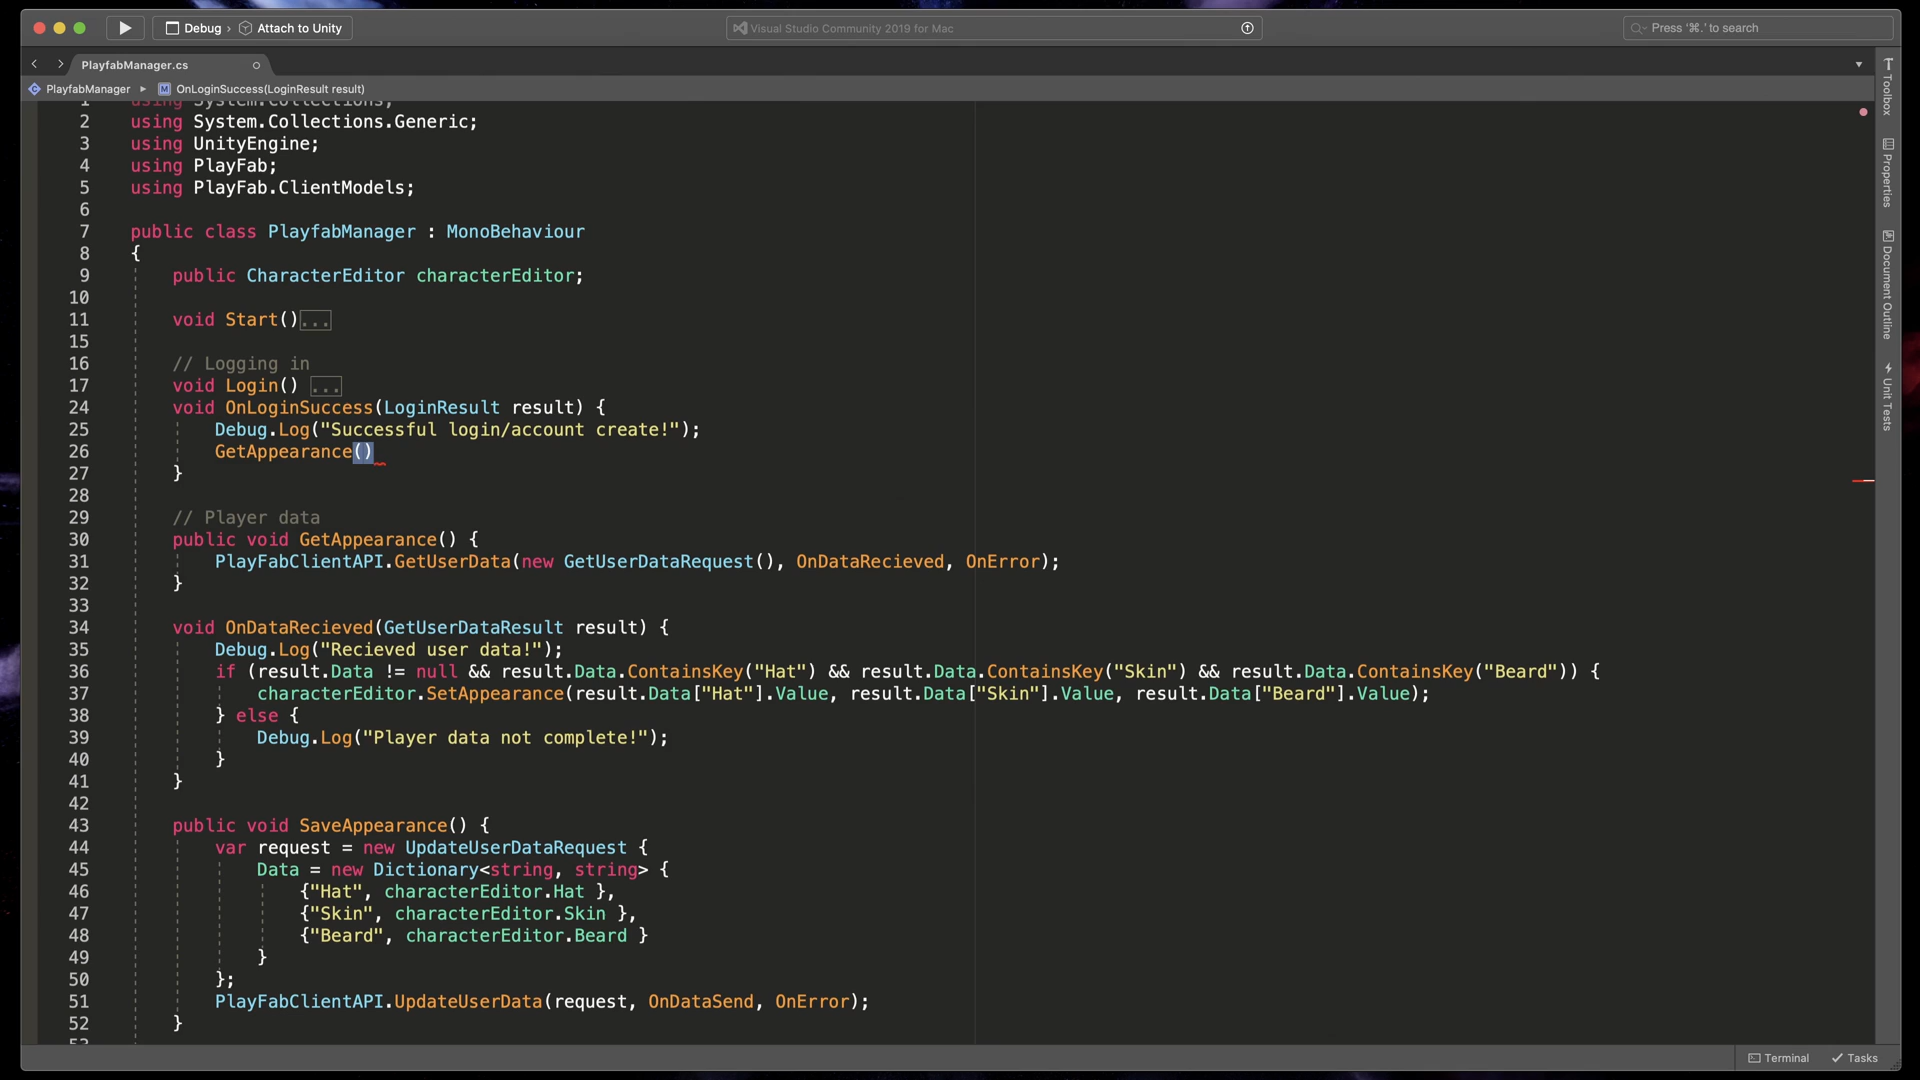 Debug › Attach to Unity
Visual Studio Community 2019 for Mac
Press '⌘.' to search
PlayfabManager.cs
PlayfabManager ▸ OnLoginSuccess(LoginResult result)
1 using System.Collections;
2 using System.Collections.Generic;
3 using UnityEngine;
4 using PlayFab;
5 using PlayFab.ClientModels;
6
7 public class PlayfabManager : MonoBehaviour
8 {
9 public CharacterEditor characterEditor;
10
11 void Start()...
15
16 // Logging in
17 void Login() ...
24 void OnLoginSuccess(LoginResult result) {
25 Debug.Log("Successful login/account create!");
26 GetAppearance()
27 }
28
29 // Player data
30 public void GetAppearance() {
31 PlayFabClientAPI.GetUserData(new GetUserDataRequest(), OnDataRecieved, OnError);
32 }
33
34 void OnDataRecieved(GetUserDataResult result) {
35 Debug.Log("Recieved user data!");
36 if (result.Data != null && result.Data.ContainsKey("Hat") && result.Data.ContainsKey("Skin") && result.Data.ContainsKey("Beard")) {
37 characterEditor.SetAppearance(result.Data["Hat"].Value, result.Data["Skin"].Value, result.Data["Beard"].Value);
38 } else {
39 Debug.Log("Player data not complete!");
40 }
41 }
42
43 public void SaveAppearance() {
44 var request = new UpdateUserDataRequest {
45 Data = new Dictionary<string, string> {
46 {"Hat", characterEditor.Hat },
47 {"Skin", characterEditor.Skin },
48 {"Beard", characterEditor.Beard }
49 }
50 };
51 PlayFabClientAPI.UpdateUserData(request, OnDataSend, OnError);
52 }
53
Toolbox
Properties
Document Outline
Unit Tests
Terminal
Tasks